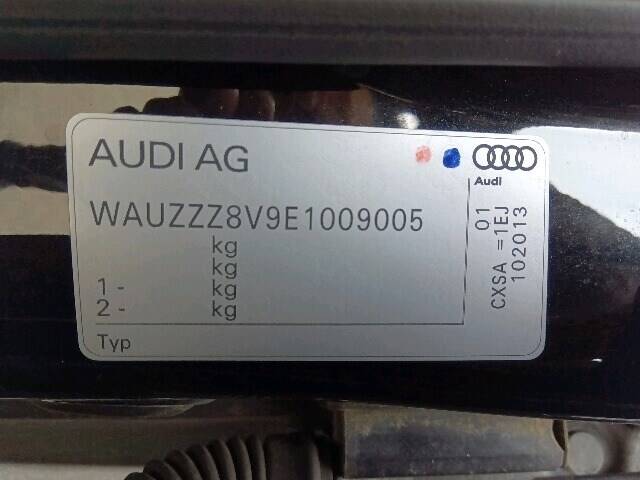 AUDI AG
Audi
WAUZZZ8V9E1009005
kg
kg
1 - kg
2 - kg
Typ
01
CXSA =1EJ
102013